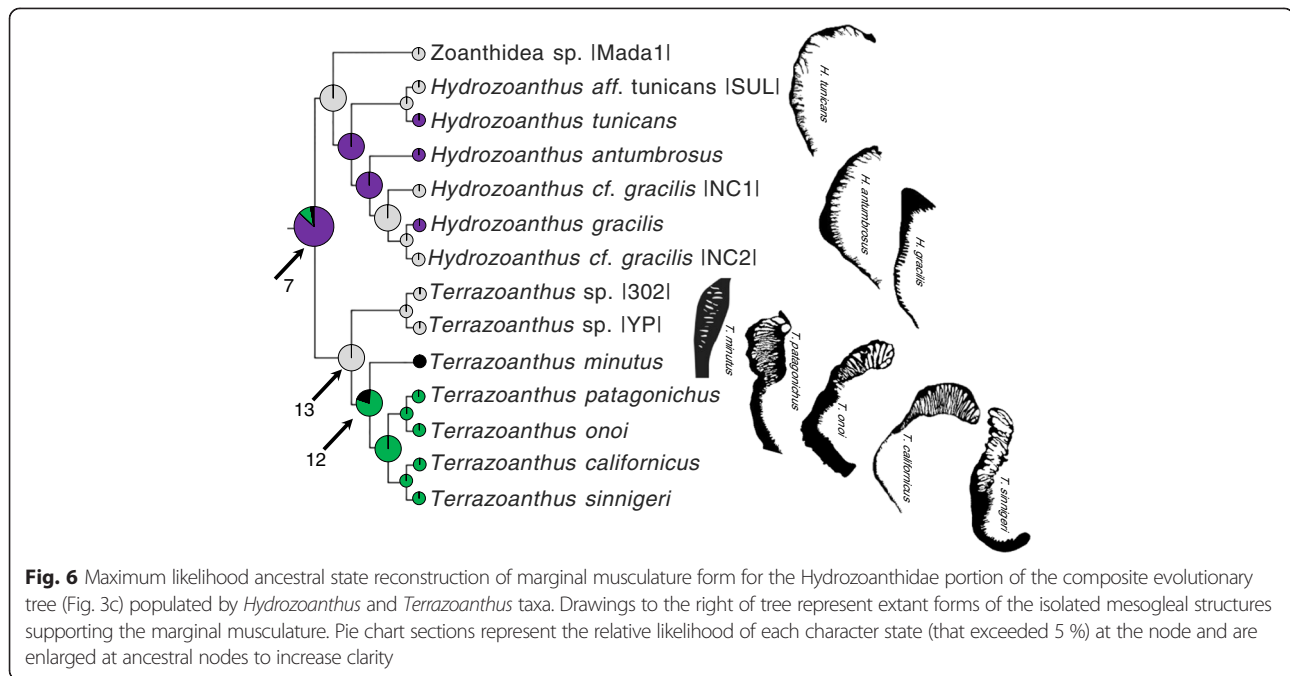 Zoanthidea sp. |Mada1|
Hydrozoanthus aff. tunicans |SUL|
Hydrozoanthus tunicans
Hydrozoanthus antumbrosus
Hydrozoanthus cf. gracilis |NC1|
Hydrozoanthus gracilis
Hydrozoanthus cf. gracilis |NC2|
Terrazoanthus sp. |302|
Terrazoanthus sp. |YP|
Terrazoanthus minutus
Terrazoanthus patagonichus
Terrazoanthus onoi
Terrazoanthus californicus
Terrazoanthus sinnigeri
7
13
12
H. tunicans
H. antumbrosus
H. gracilis
T. minutus
T. patagonichus
T. onoi
T. californicus
T. sinnigeri
Fig. 6 Maximum likelihood ancestral state reconstruction of marginal musculature form for the Hydrozoanthidae portion of the composite evolutionary
tree (Fig. 3c) populated by Hydrozoanthus and Terrazoanthus taxa. Drawings to the right of tree represent extant forms of the isolated mesogleal structures
supporting the marginal musculature. Pie chart sections represent the relative likelihood of each character state (that exceeded 5 %) at the node and are
enlarged at ancestral nodes to increase clarity